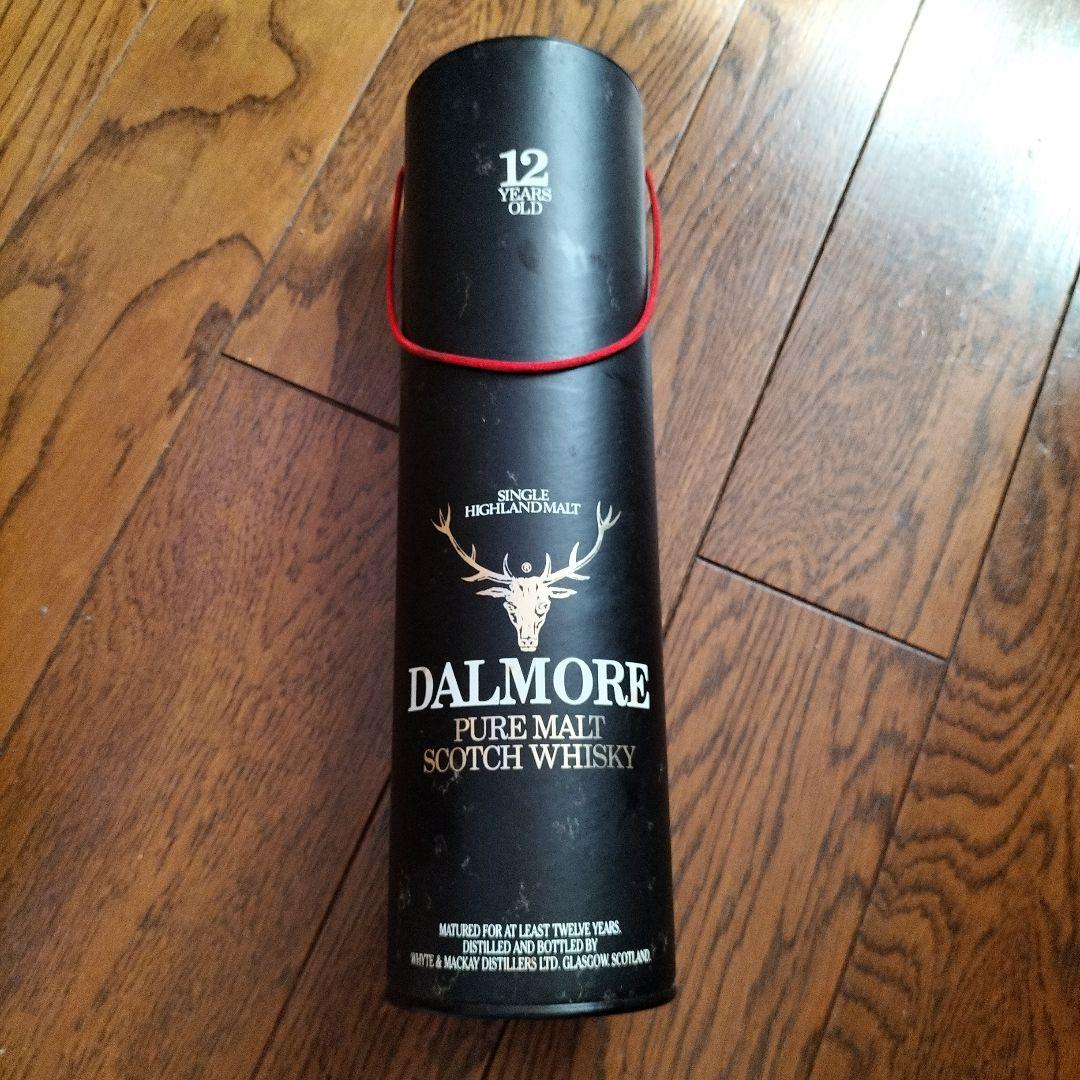 12
YEARS
OLD
SINGLE
HIGHLAND MALT
®
DALMORE
PURE MALT
SCOTCH WHISKY
MATURED FOR AT LEAST TWELVE YEARS.
DISTILLED AND BOTTLED BY
WHYTE & MACKAY DISTILLERS LTD. GLASGOW. SCOTLAND.